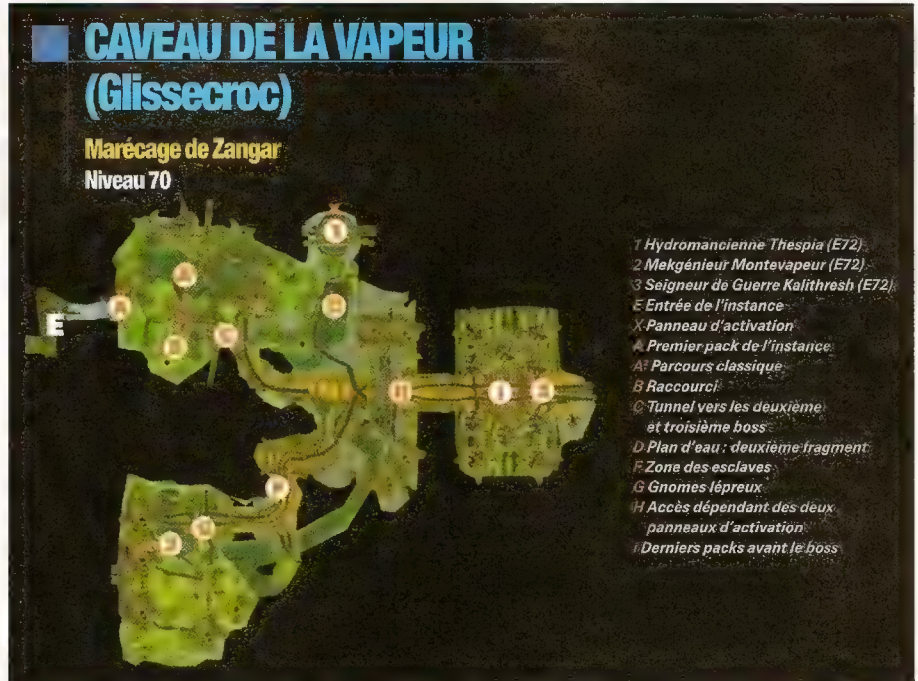 CAVEAU DE LA VAPEUR
(Glissecroc)
Marécage de Zangar
Niveau 70
E
1 Hydromancienne Thespia (E72)
2 Mekgénieur Montevapeur (E72)
3 Seigneur de Guerre Kalithresh (E72)
E Entrée de l'instance
X Panneau d'activation
A Premier pack de l'instance
A² Parcours classique
B Raccourci
C Tunnel vers les deuxième
et troisième boss
D Plan d'eau : deuxième fragment
F Zone des esclaves
G Gnomes lépreux
H Accès dépendant des deux
panneaux d'activation
I Derniers packs avant le boss